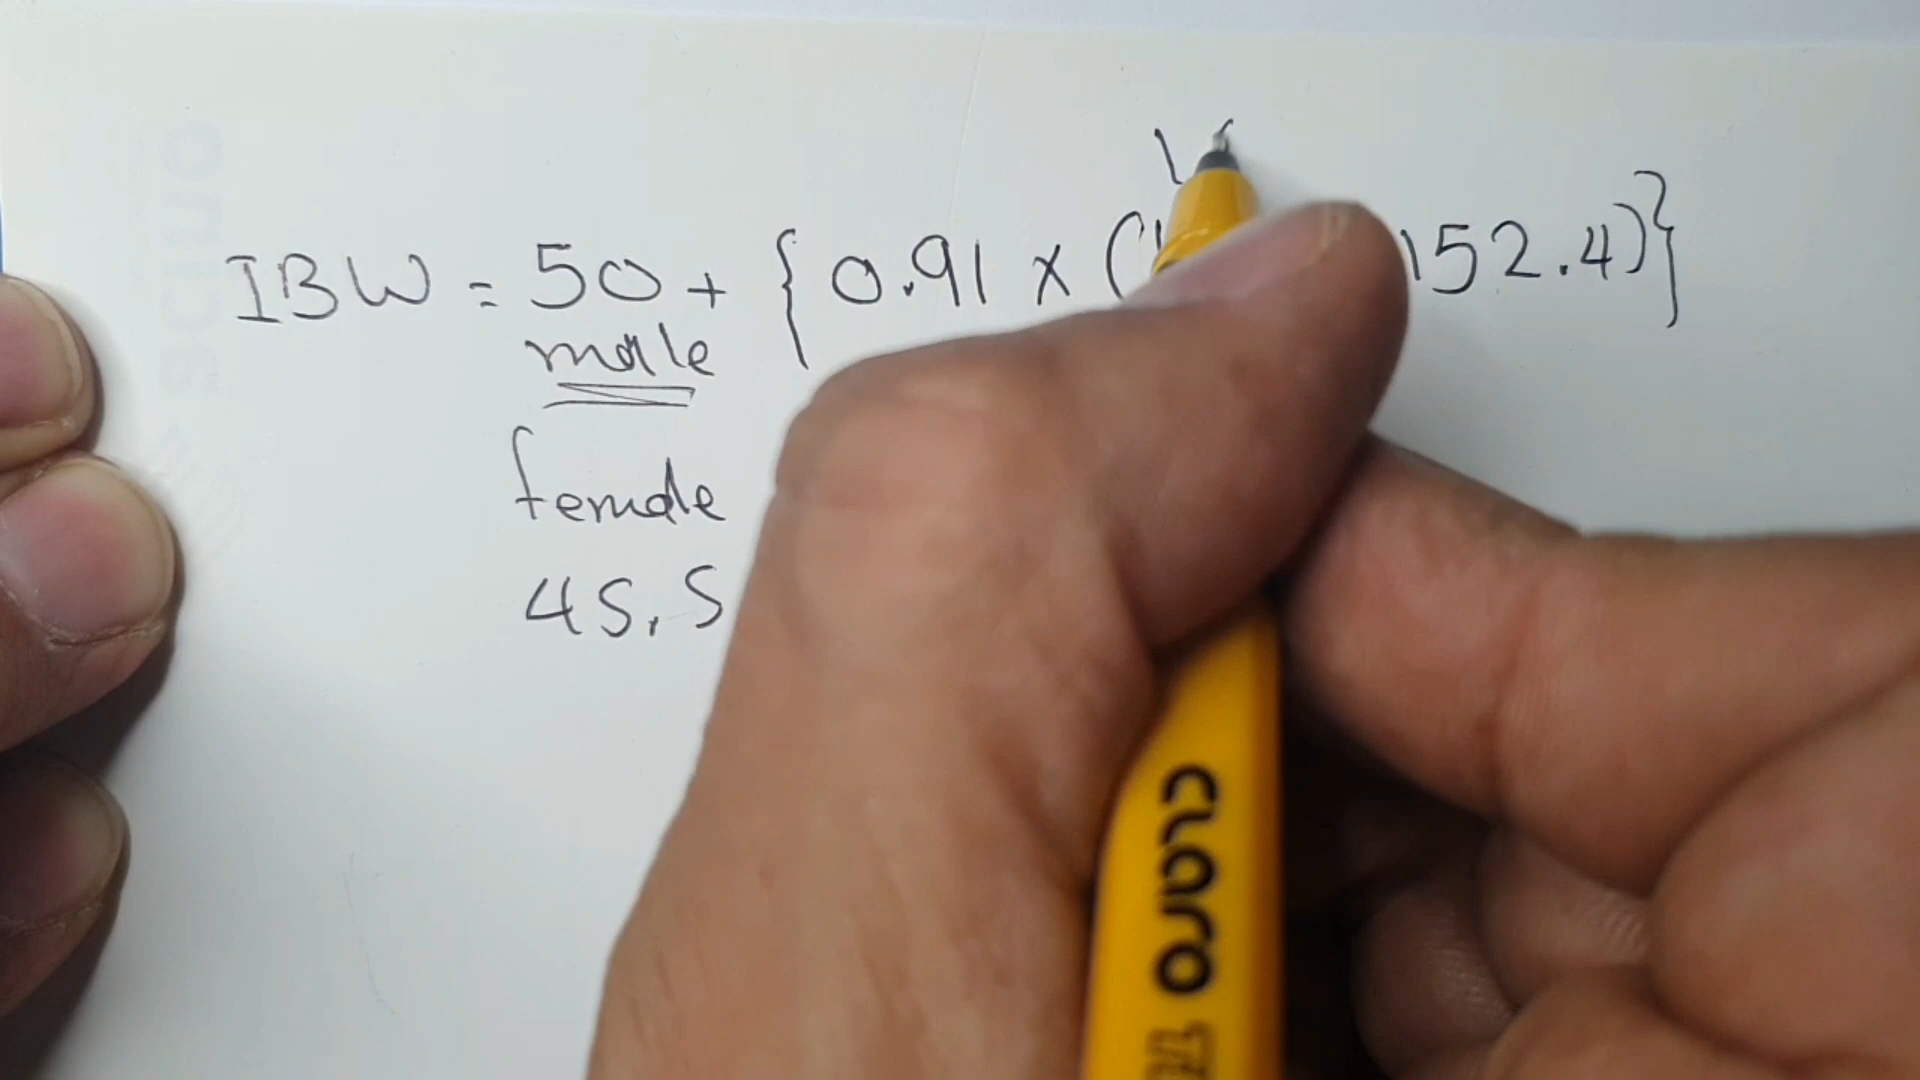 IBW = 50 + { 0.91 x ( 152.4)}
male
female
45.5
claro